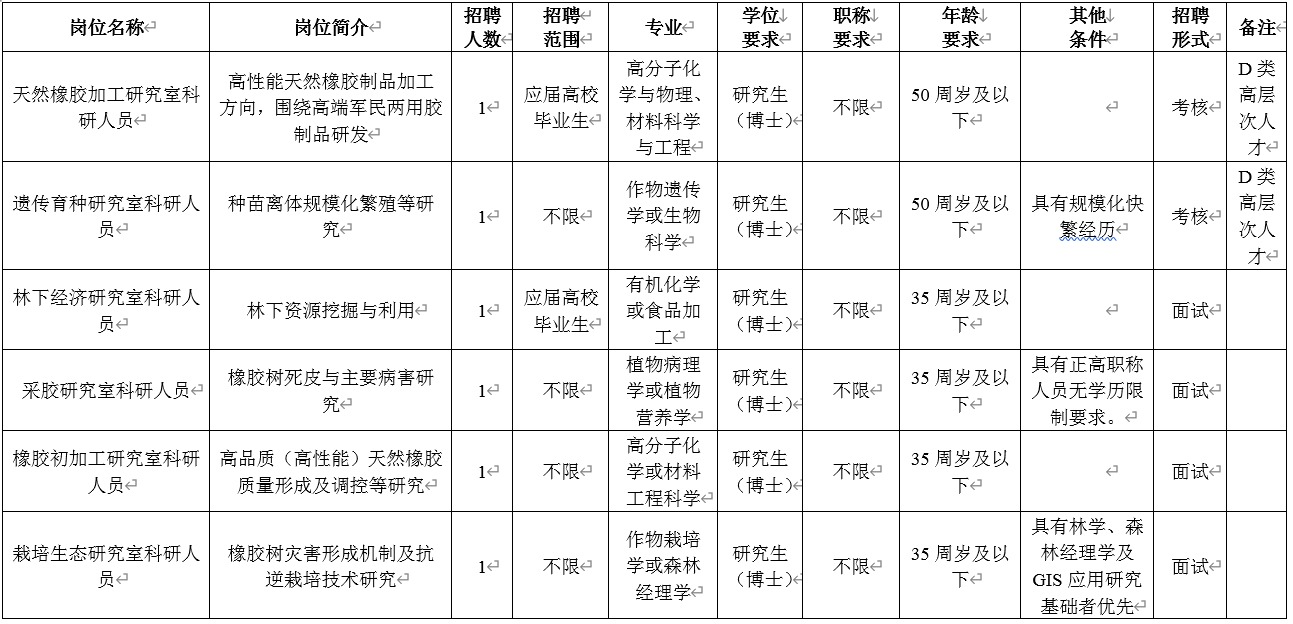 岗位名称
岗位简介
招聘
人数
招聘
范围
专业
学位
要求
职称
要求
年龄
要求
其他
条件
招聘
形式
备注
天然橡胶加工研究室科
研人员
高性能天然橡胶制品加工
方向，围绕高端军民两用胶
制品研发
1
应届高校
毕业生
高分子化
学与物理、
材料科学
与工程
研究生
（博士）
不限
50 周岁及以
下
考核
D 类
高层
次人
才
遗传育种研究室科研人
员
种苗离体规模化繁殖等研
究
1
不限
作物遗传
学或生物
科学
研究生
（博士）
不限
50 周岁及以
下
具有规模化快
繁经历
考核
D 类
高层
次人
才
林下经济研究室科研人
员
林下资源挖掘与利用
1
应届高校
毕业生
有机化学
或食品加
工
研究生
（博士）
不限
35 周岁及以
下
面试
采胶研究室科研人员
橡胶树死皮与主要病害研
究
1
不限
植物病理
学或植物
营养学
研究生
（博士）
不限
35 周岁及以
下
具有正高职称
人员无学历限
制要求。
面试
橡胶初加工研究室科研
人员
高品质（高性能）天然橡胶
质量形成及调控等研究
1
不限
高分子化
学或材料
工程科学
研究生
（博士）
不限
35 周岁及以
下
面试
栽培生态研究室科研人
员
橡胶树灾害形成机制及抗
逆栽培技术研究
1
不限
作物栽培
学或森林
经理学
研究生
（博士）
不限
35 周岁及以
下
具有林学、森
林经理学及
GIS 应用研究
基础者优先
面试